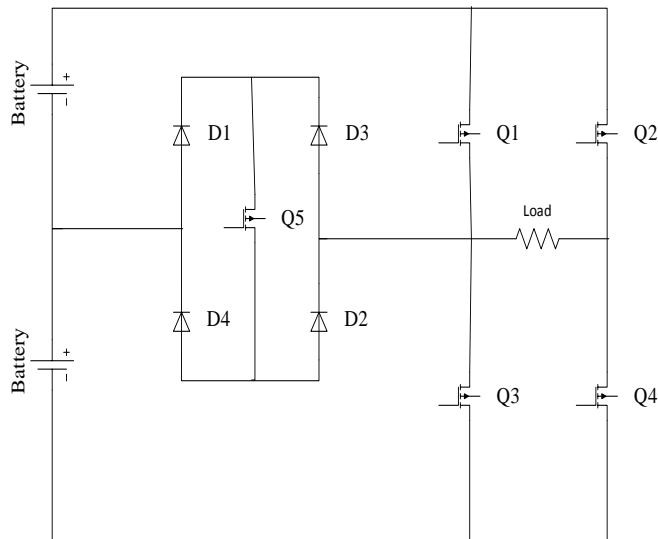 Battery
+
−
D1
D3
Q1
Q2
Q5
Load
D4
D2
Battery
+
−
Q3
Q4